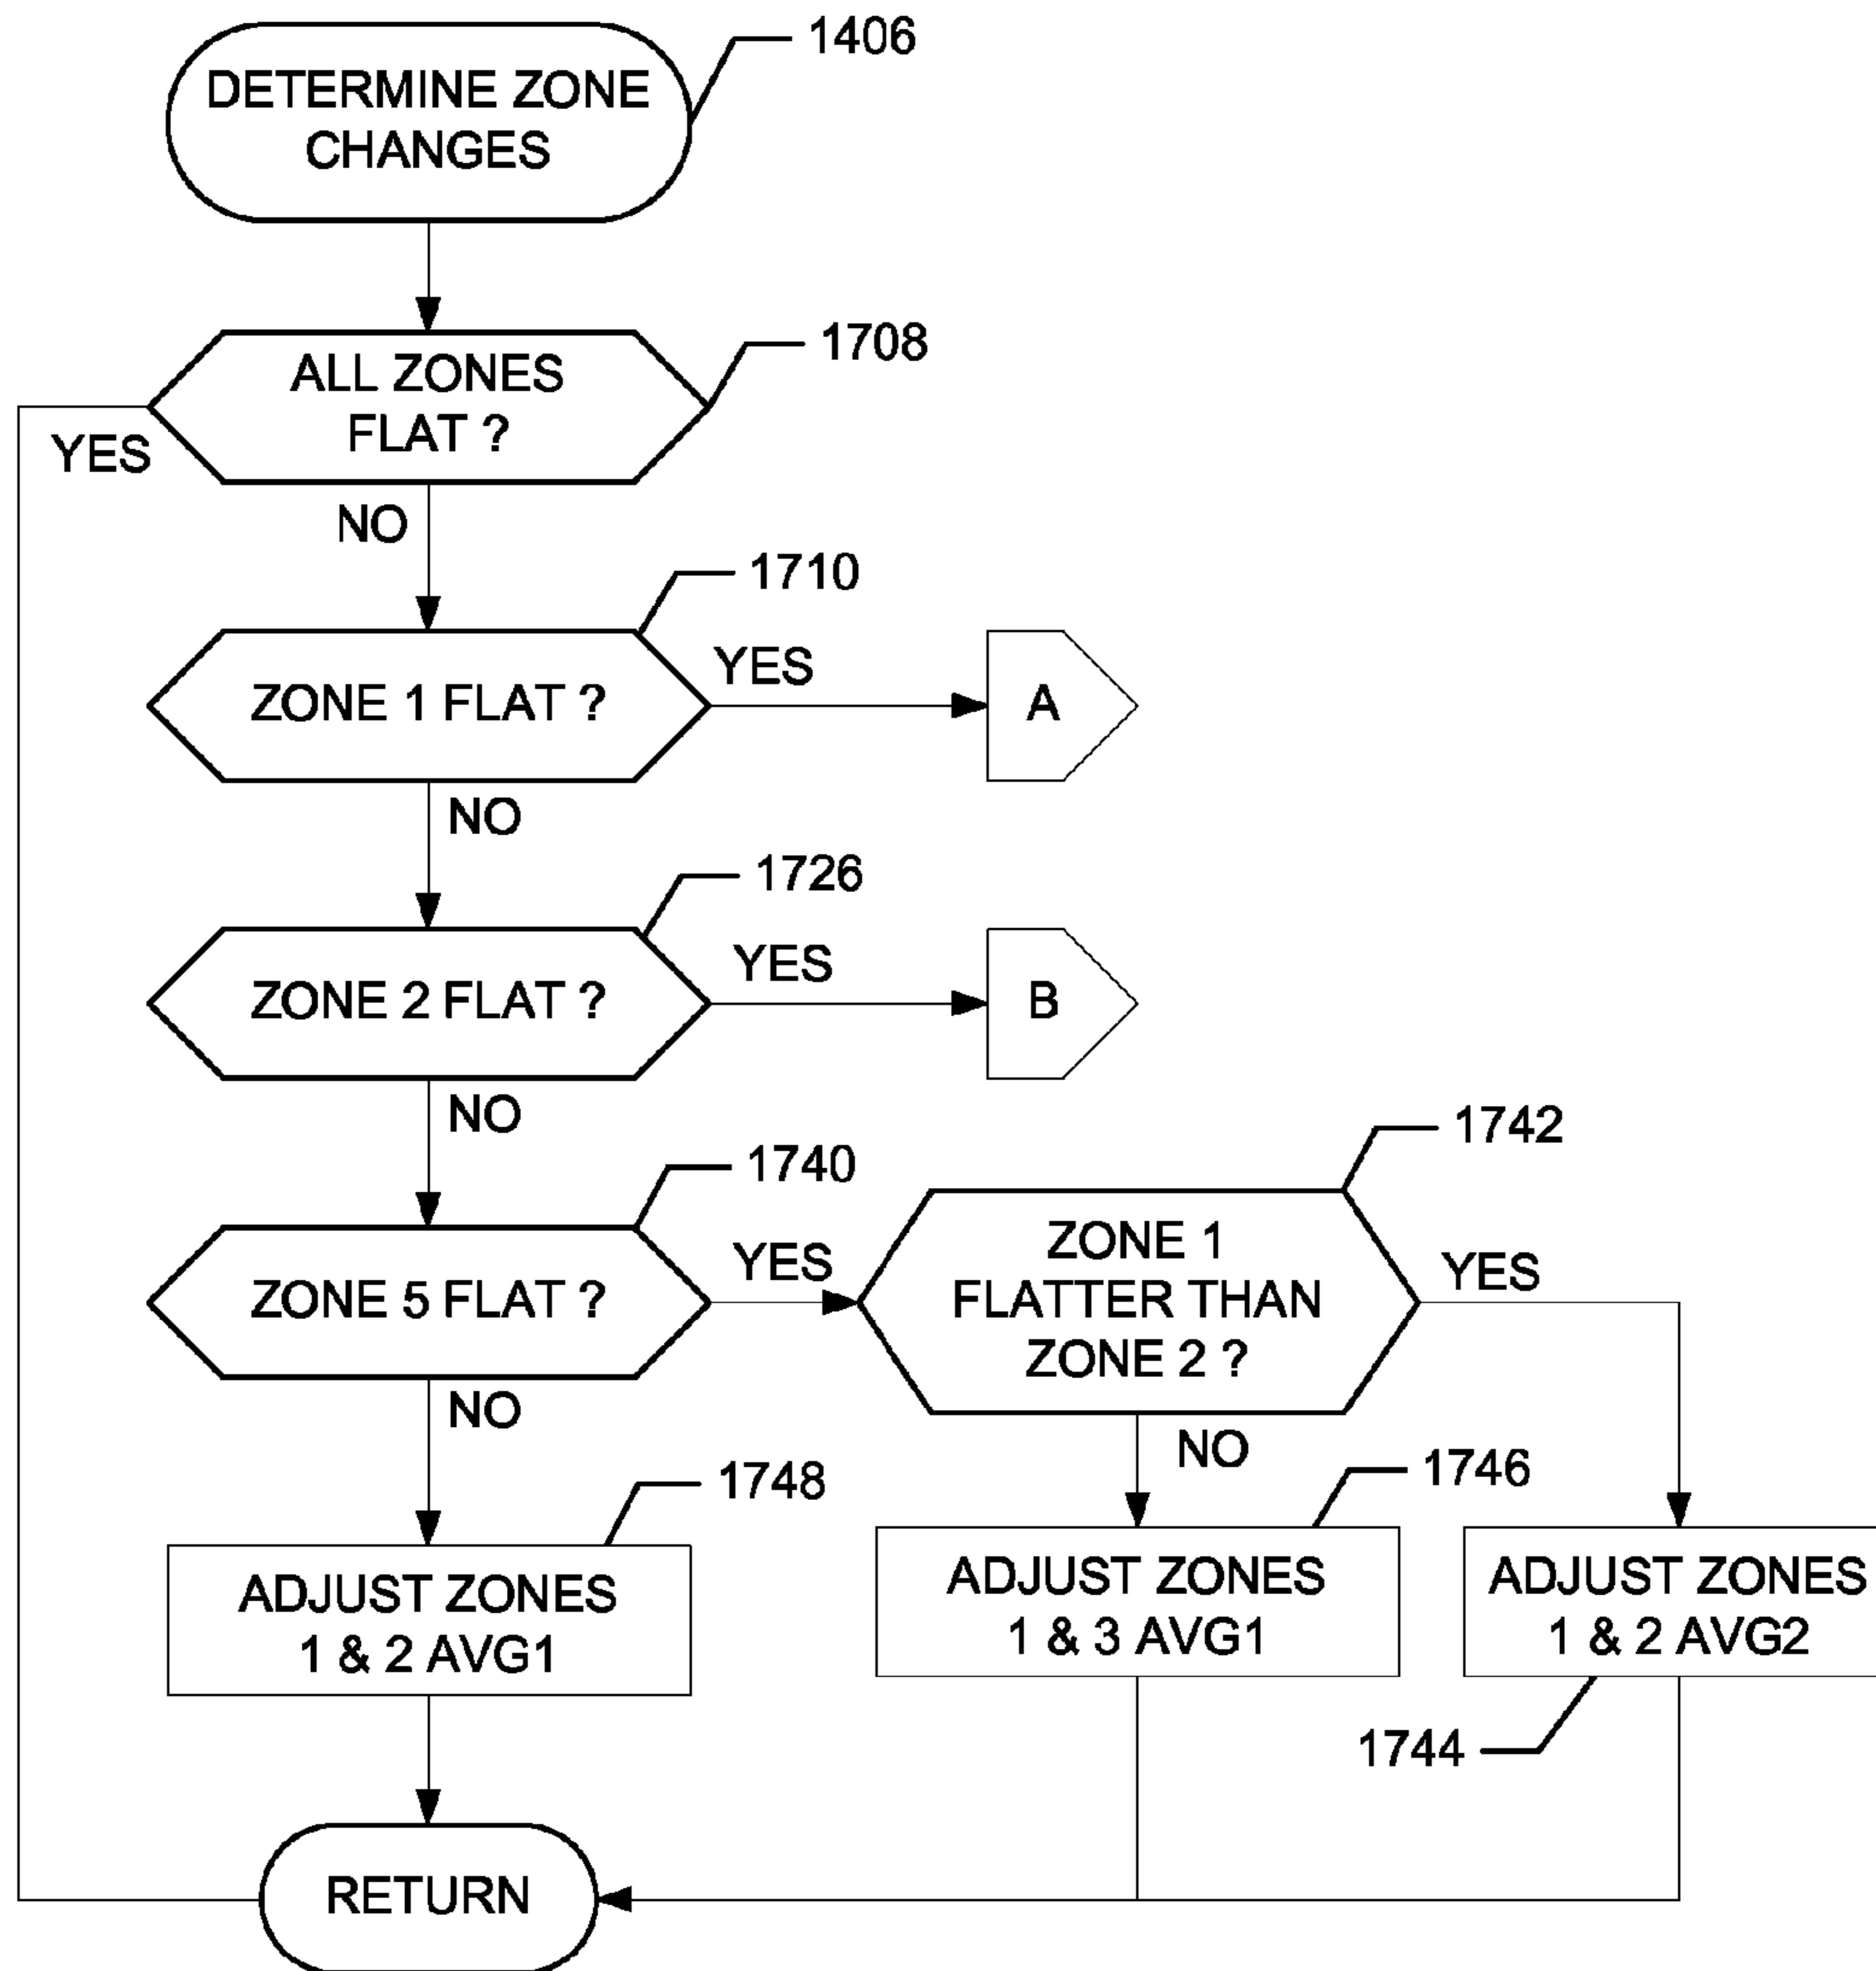 DETERMINE ZONE
CHANGES
1406
ALL ZONES
FLAT ?
1708
YES
NO
1710
ZONE 1 FLAT ?
YES
A
NO
1726
ZONE 2 FLAT ?
YES
B
NO
1740
ZONE 5 FLAT ?
YES
1742
ZONE 1
FLATTER THAN
ZONE 2 ?
YES
NO
NO
1748
ADJUST ZONES
1 & 2 AVG1
1746
ADJUST ZONES
1 & 3 AVG1
ADJUST ZONES
1 & 2 AVG2
1744
RETURN